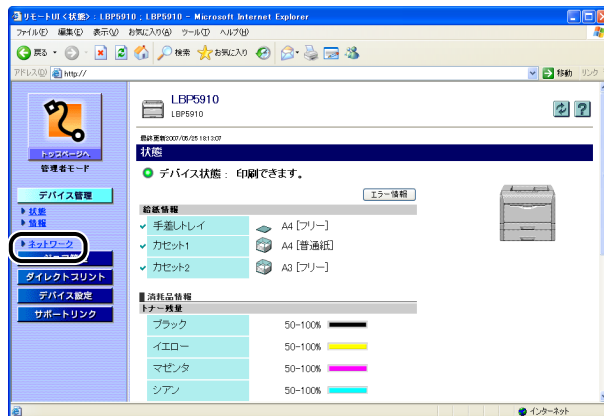 リモートUI <状態> : LBP5910 ; LBP5910 - Microsoft Internet Explorer
ファイル(F) 編集(E) 表示(V) お気に入り(A) ツール(T) ヘルプ(H)
戻る 検索 お気に入り
アドレス(D) http:// 移動 リンク
LBP5910
LBP5910
トップページへ
管理者モード
デバイス管理
状態
情報
ネットワーク
ダイレクトプリント
デバイス設定
サポートリンク
最終更新2007/05/25 18:13:07
状態
デバイス状態 : 印刷できます。
エラー情報
給紙情報
手差しトレイ A4 [フリー]
カセット1 A4 [普通紙]
カセット2 A3 [フリー]
消耗品情報
トナー残量
ブラック 50-100%
イエロー 50-100%
マゼンタ 50-100%
シアン 50-100%
インターネット